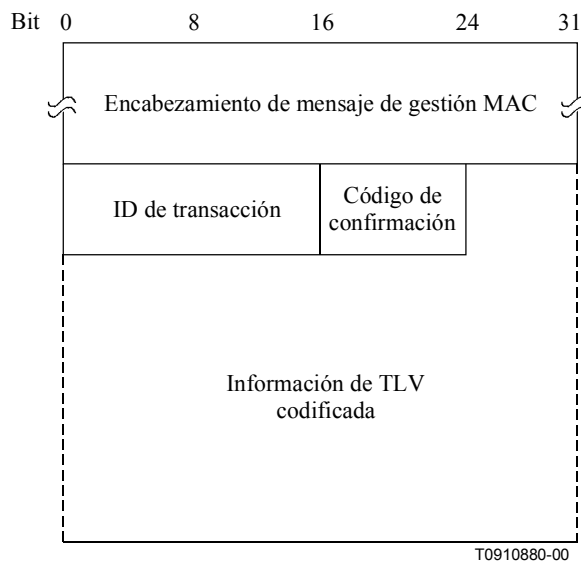 Bit 0 8 16 24 31
Encabezamiento de mensaje de gestión MAC
ID de transacción
Código de
confirmación
Información de TLV
codificada
T0910880-00